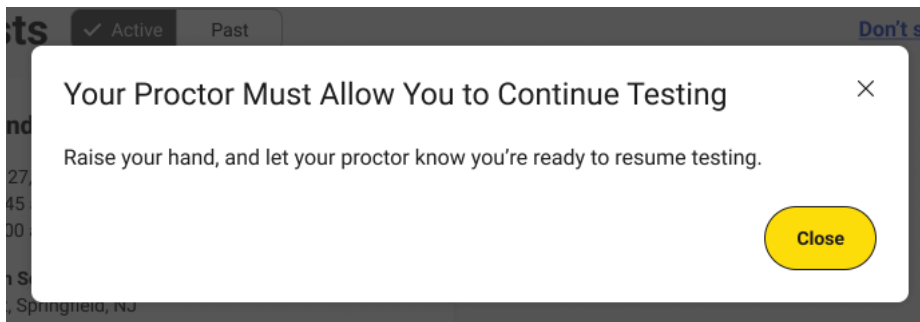 sts ✓ Active Past Don't s
Your Proctor Must Allow You to Continue Testing
nd
Raise your hand, and let your proctor know you're ready to resume testing.
27,
45
00
Close
n S
, Springfield, NJ